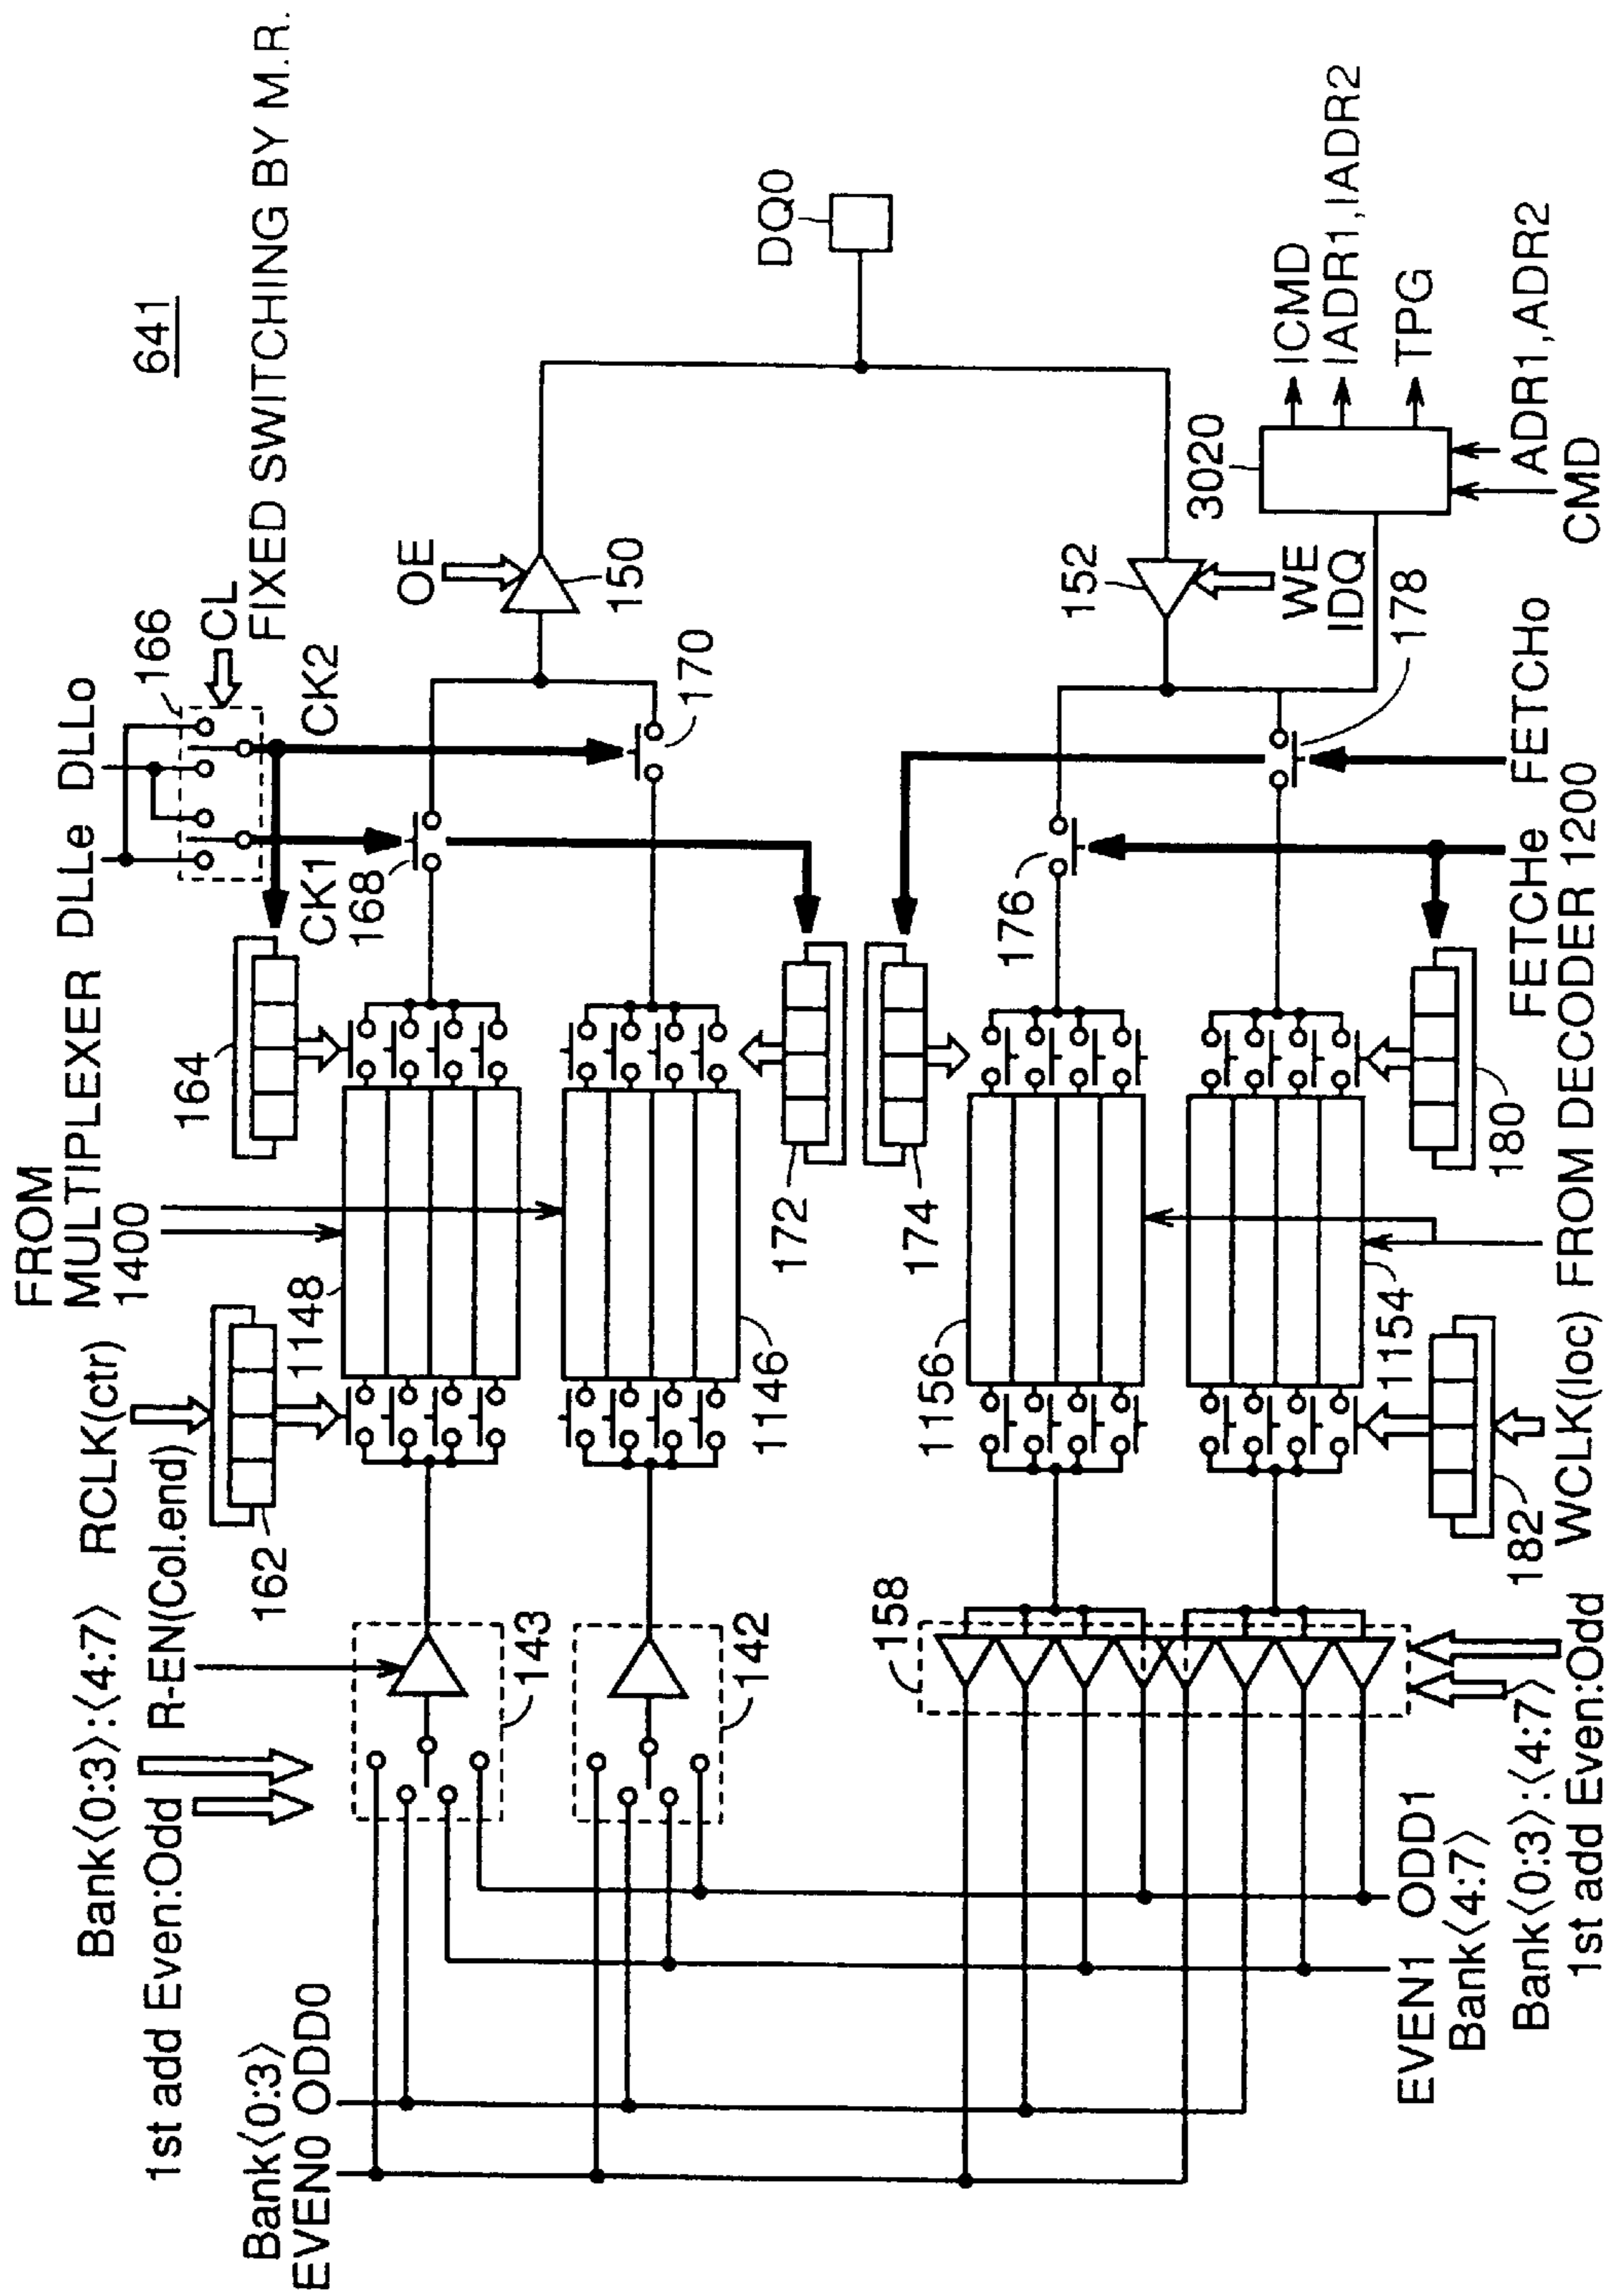 641
FIXED SWITCHING BY M.R.
CL
166
DLLe DLLo
FROM
MULTIPLEXER
1400
RCLK(ctr)
R-EN(Col.end)
Bank<0:3>:<4:7>
1st add Even:Odd
Bank<0:3>
EVEN0 ODD0
162
1148
164
CK1
168
CK2
OE
150
170
DQ0
143
142
1146
172
174
1156
176
152
WE
IDQ
178
3020
ICMD
IADR1,IADR2
TPG
ADR1,ADR2
CMD
158
182
1154
180
EVEN1 ODD1
Bank<4:7>
Bank<0:3>:<4:7>
1st add Even:Odd
WCLK(loc)
FROM DECODER 1200
FETCHe FETCHo